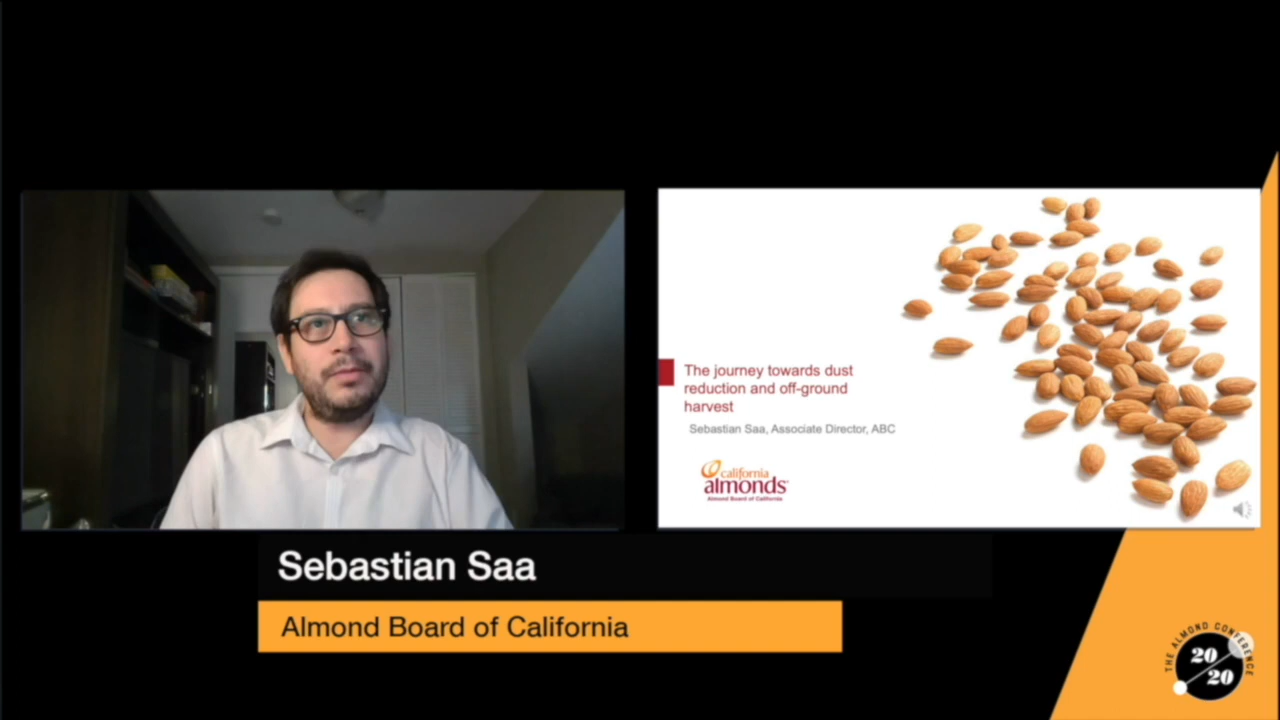 The journey towards dust
reduction and off-ground
harvest
Sebastian Saa, Associate Director, ABC
california
almonds
Almond Board of California
Sebastian Saa
Almond Board of California
THE ALMOND CONFERENCE
20
20